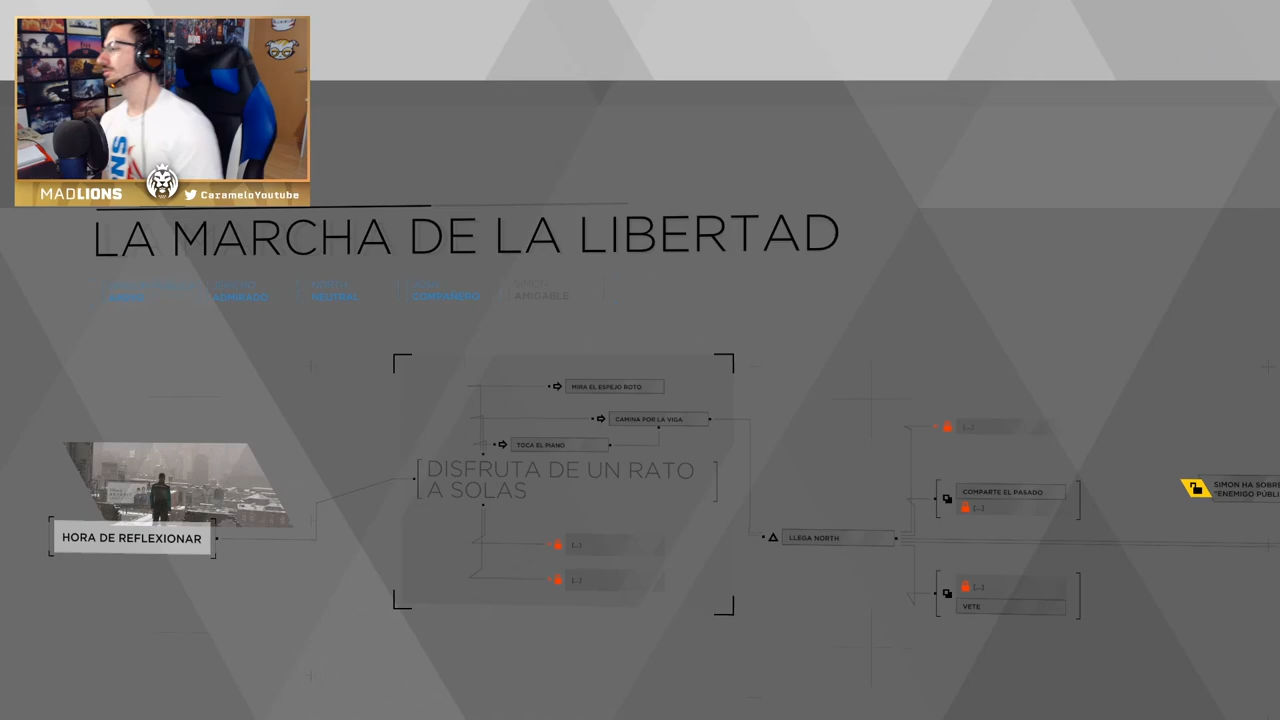 MADLIONS
CarameloYoutube
LA MARCHA DE LA LIBERTAD
ADMIRADO
NORTH
NEUTRAL
COMPAÑERO
SIMON
AMIGABLE
MIRA EL ESPEJO ROTO
CAMINA POR LA VIGA
TOCA EL PIANO
DISFRUTA DE UN RATO
A SOLAS
[...]
[...]
HORA DE REFLEXIONAR
LLEGA NORTH
[...]
COMPARTE EL PASADO
[...]
[...]
VETE
SIMON HA SOBRE
"ENEMIGO PÚBLI